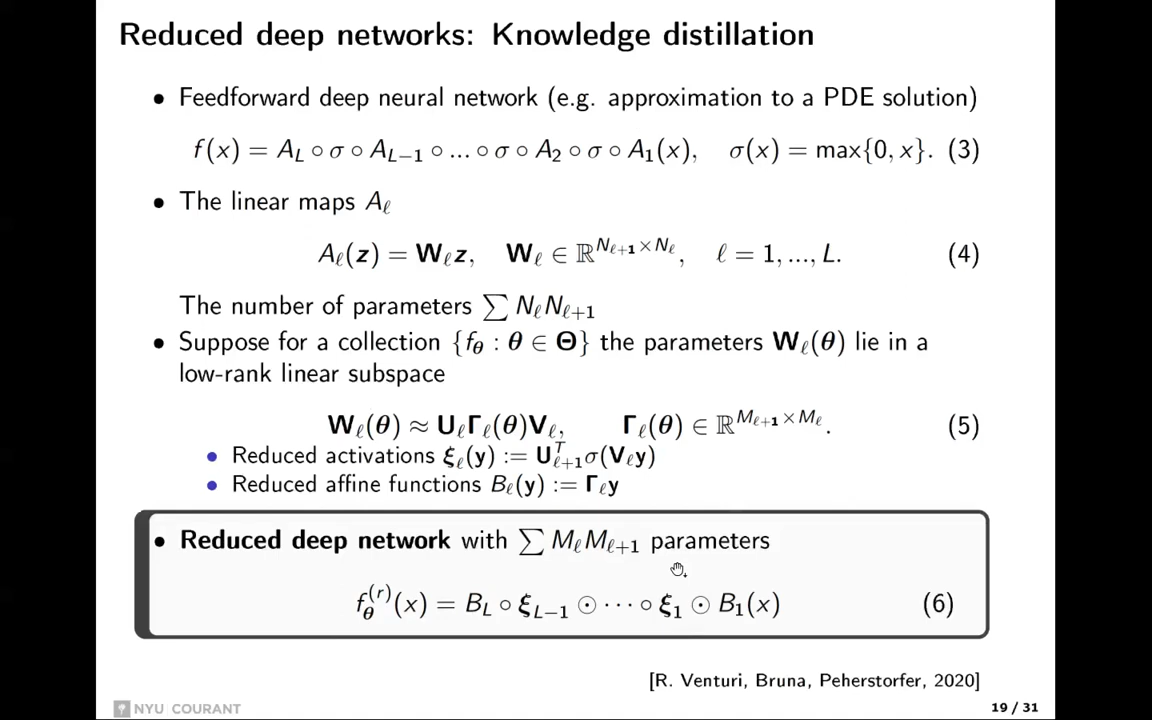 Reduced deep networks: Knowledge distillation
• Feedforward deep neural network (e.g. approximation to a PDE solution)
f(x) = A_L ∘ σ ∘ A_{L−1} ∘ ... ∘ σ ∘ A_2 ∘ σ ∘ A_1(x), σ(x) = max{0, x}. (3)
• The linear maps A_ℓ
A_ℓ(z) = W_ℓ z, W_ℓ ∈ ℝ^{N_{ℓ+1}×N_ℓ}, ℓ = 1, ..., L. (4)
The number of parameters ∑ N_ℓ N_{ℓ+1}
• Suppose for a collection {f_θ : θ ∈ Θ} the parameters W_ℓ(θ) lie in a
low-rank linear subspace
W_ℓ(θ) ≈ U_ℓ Γ_ℓ(θ) V_ℓ, Γ_ℓ(θ) ∈ ℝ^{M_{ℓ+1}×M_ℓ}. (5)
• Reduced activations ξ_ℓ(y) := U^T_{ℓ+1} σ(V_ℓ y)
• Reduced affine functions B_ℓ(y) := Γ_ℓ y
• Reduced deep network with ∑ M_ℓ M_{ℓ+1} parameters
f_θ^{(r)}(x) = B_L ∘ ξ_{L−1} ⊙ ··· ∘ ξ_1 ⊙ B_1(x) (6)
[R. Venturi, Bruna, Peherstorfer, 2020]
NYU COURANT
19 / 31